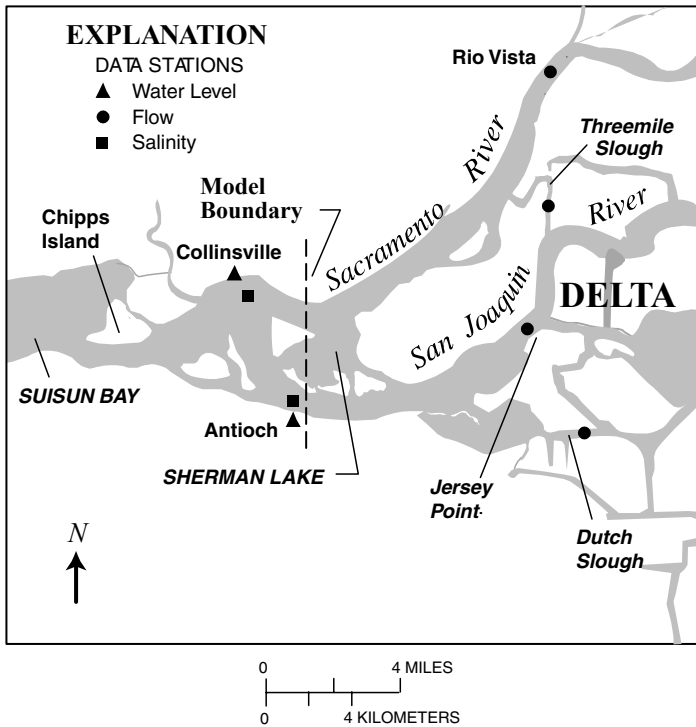 EXPLANATION
DATA STATIONS
Water Level
Flow
Salinity
Rio Vista
Threemile
Slough
Sacramento River
River
Model
Boundary
Chipps
Island
Collinsville
San Joaquin
DELTA
SUISUN BAY
Antioch
SHERMAN LAKE
Jersey
Point
Dutch
Slough
N
0 4 MILES
0 4 KILOMETERS